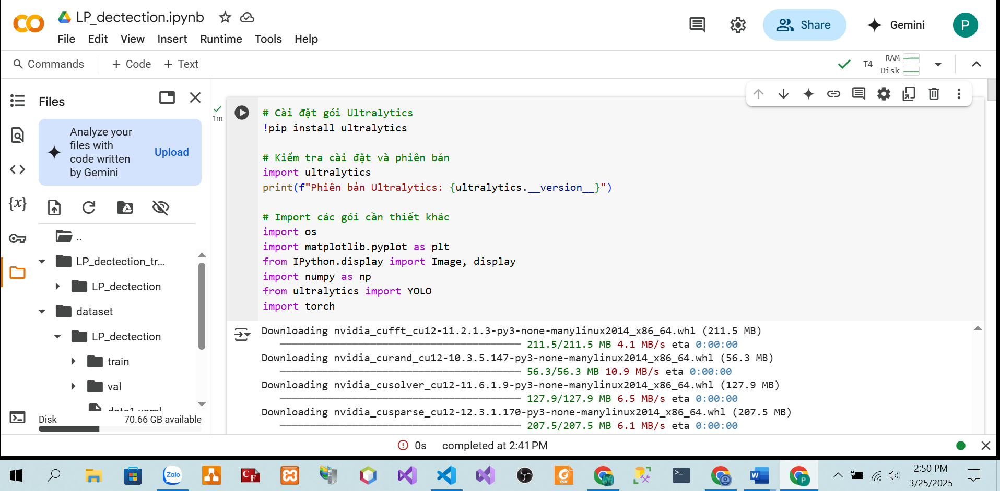 LP_dectection.ipynb
File Edit View Insert Runtime Tools Help
Share
Gemini
P
Commands
+ Code + Text
T4
RAM
Disk
Files
Analyze your
files with
code written
by Gemini
Upload
{x}
..
LP_dectection_tr...
LP_dectection
dataset
LP_dectection
train
val
Disk 70.66 GB available
1m
# Cài đặt gói Ultralytics
!pip install ultralytics
# Kiểm tra cài đặt và phiên bản
import ultralytics
print(f"Phiên bản Ultralytics: {ultralytics.__version__}")
# Import các gói cần thiết khác
import os
import matplotlib.pyplot as plt
from IPython.display import Image, display
import numpy as np
from ultralytics import YOLO
import torch
Downloading nvidia_cufft_cu12-11.2.1.3-py3-none-manylinux2014_x86_64.whl (211.5 MB)
211.5/211.5 MB 4.1 MB/s eta 0:00:00
Downloading nvidia_curand_cu12-10.3.5.147-py3-none-manylinux2014_x86_64.whl (56.3 MB)
56.3/56.3 MB 10.9 MB/s eta 0:00:00
Downloading nvidia_cusolver_cu12-11.6.1.9-py3-none-manylinux2014_x86_64.whl (127.9 MB)
127.9/127.9 MB 6.5 MB/s eta 0:00:00
Downloading nvidia_cusparse_cu12-12.3.1.170-py3-none-manylinux2014_x86_64.whl (207.5 MB)
207.5/207.5 MB 6.1 MB/s eta 0:00:00
0s completed at 2:41 PM
Zalo
CF
PDF
W
P
2:50 PM
3/25/2025